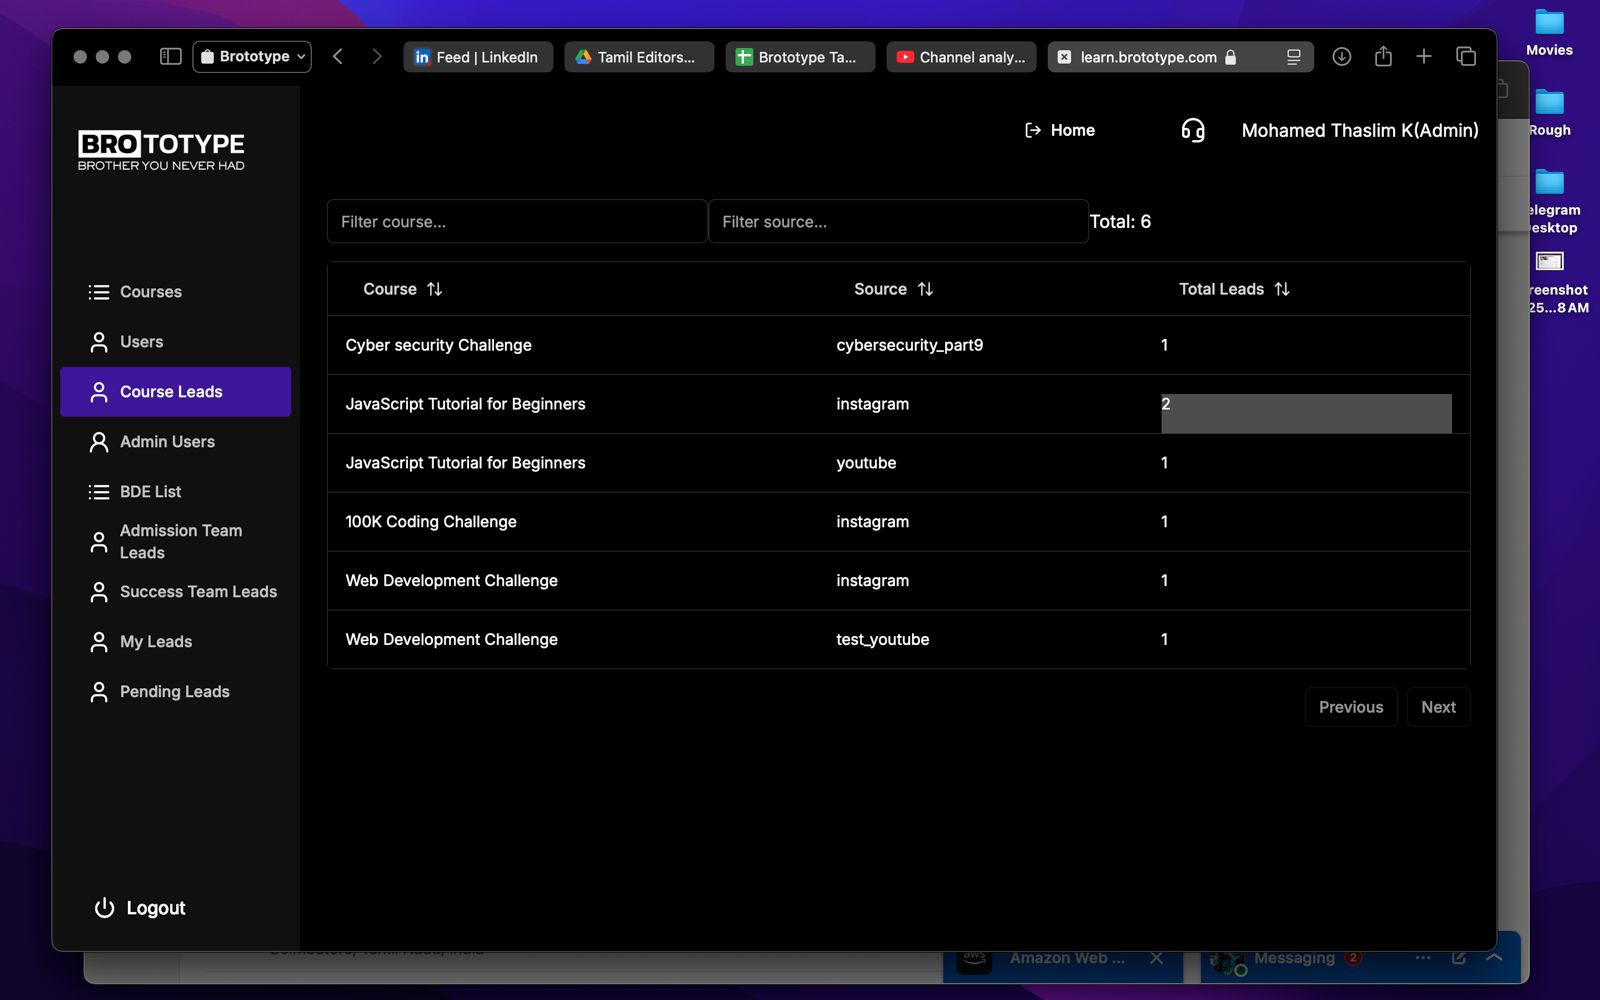 Brototype
Feed | LinkedIn
Tamil Editors...
Brototype Ta...
Channel analy...
learn.brototype.com
Movies
Rough
elegram
esktop
reenshot
25...8 AM
BROTOTYPE
BROTHER YOU NEVER HAD
Home
Mohamed Thaslim K(Admin)
Filter course...
Filter source...
Total: 6
Courses
Users
Course Leads
Admin Users
BDE List
Admission Team
Leads
Success Team Leads
My Leads
Pending Leads
Logout
Course
Source
Total Leads
Cyber security Challenge
cybersecurity_part9
1
JavaScript Tutorial for Beginners
instagram
2
JavaScript Tutorial for Beginners
youtube
1
100K Coding Challenge
instagram
1
Web Development Challenge
instagram
1
Web Development Challenge
test_youtube
1
Previous
Next
aws
Amazon Web ...
Messaging
2